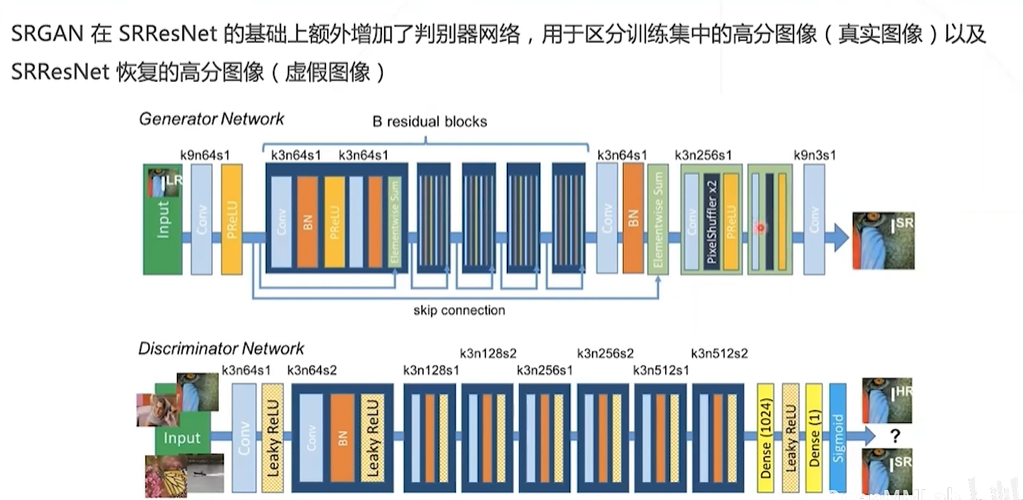 SRGAN 在 SRResNet 的基础上额外增加了判别器网络，用于区分训练集中的高分图像（真实图像）以及
SRResNet 恢复的高分图像（虚假图像）
Generator Network
B residual blocks
k9n64s1
k3n64s1
k3n64s1
k3n64s1
k3n256s1
k9n3s1
LR
Input
Conv
PReLU
Conv
BN
PReLU
Elementwise Sum
Conv
BN
Elementwise Sum
Conv
PixelShuffler x2
PReLU
Conv
SR
skip connection
Discriminator Network
k3n128s2
k3n256s2
k3n512s2
k3n64s1
k3n64s2
k3n128s1
k3n256s1
k3n512s1
Input
Conv
Leaky ReLU
Conv
BN
Leaky ReLU
Dense (1024)
Leaky ReLU
Dense (1)
Sigmoid
HR
?
SR